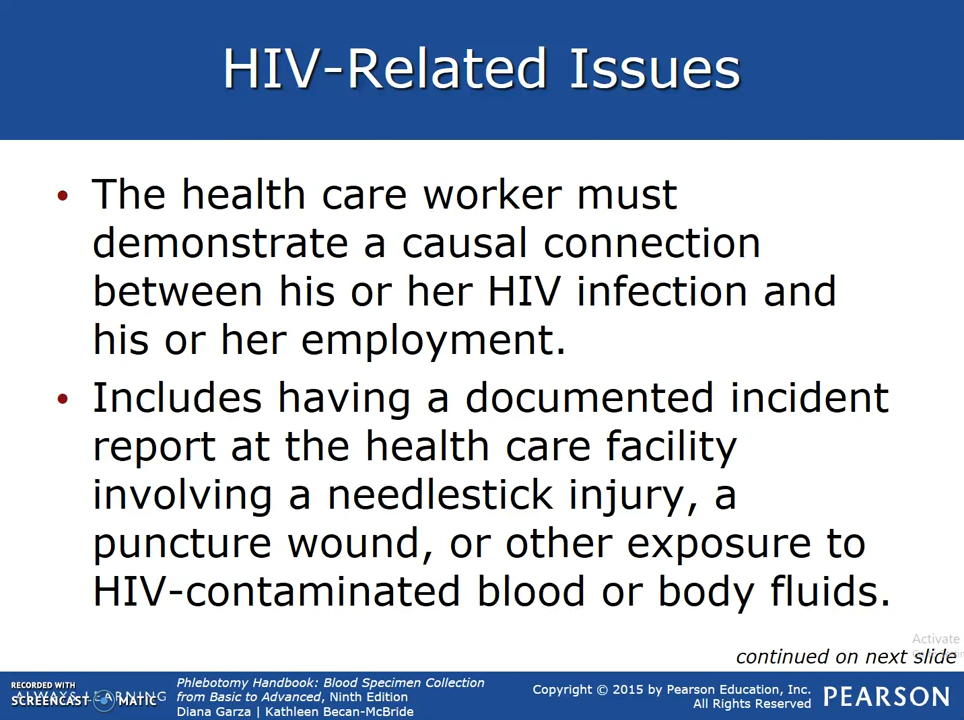 HIV-Related Issues
• The health care worker must
demonstrate a causal connection
between his or her HIV infection and
his or her employment.
• Includes having a documented incident
report at the health care facility
involving a needlestick injury, a
puncture wound, or other exposure to
HIV-contaminated blood or body fluids.
Activate
continued on next slide
RECORDED WITH
SCREENCAST MATIC
ALWAYS LEARNING
Phlebotomy Handbook: Blood Specimen Collection
from Basic to Advanced, Ninth Edition
Diana Garza | Kathleen Becan-McBride
Copyright © 2015 by Pearson Education, Inc.
All Rights Reserved
PEARSON